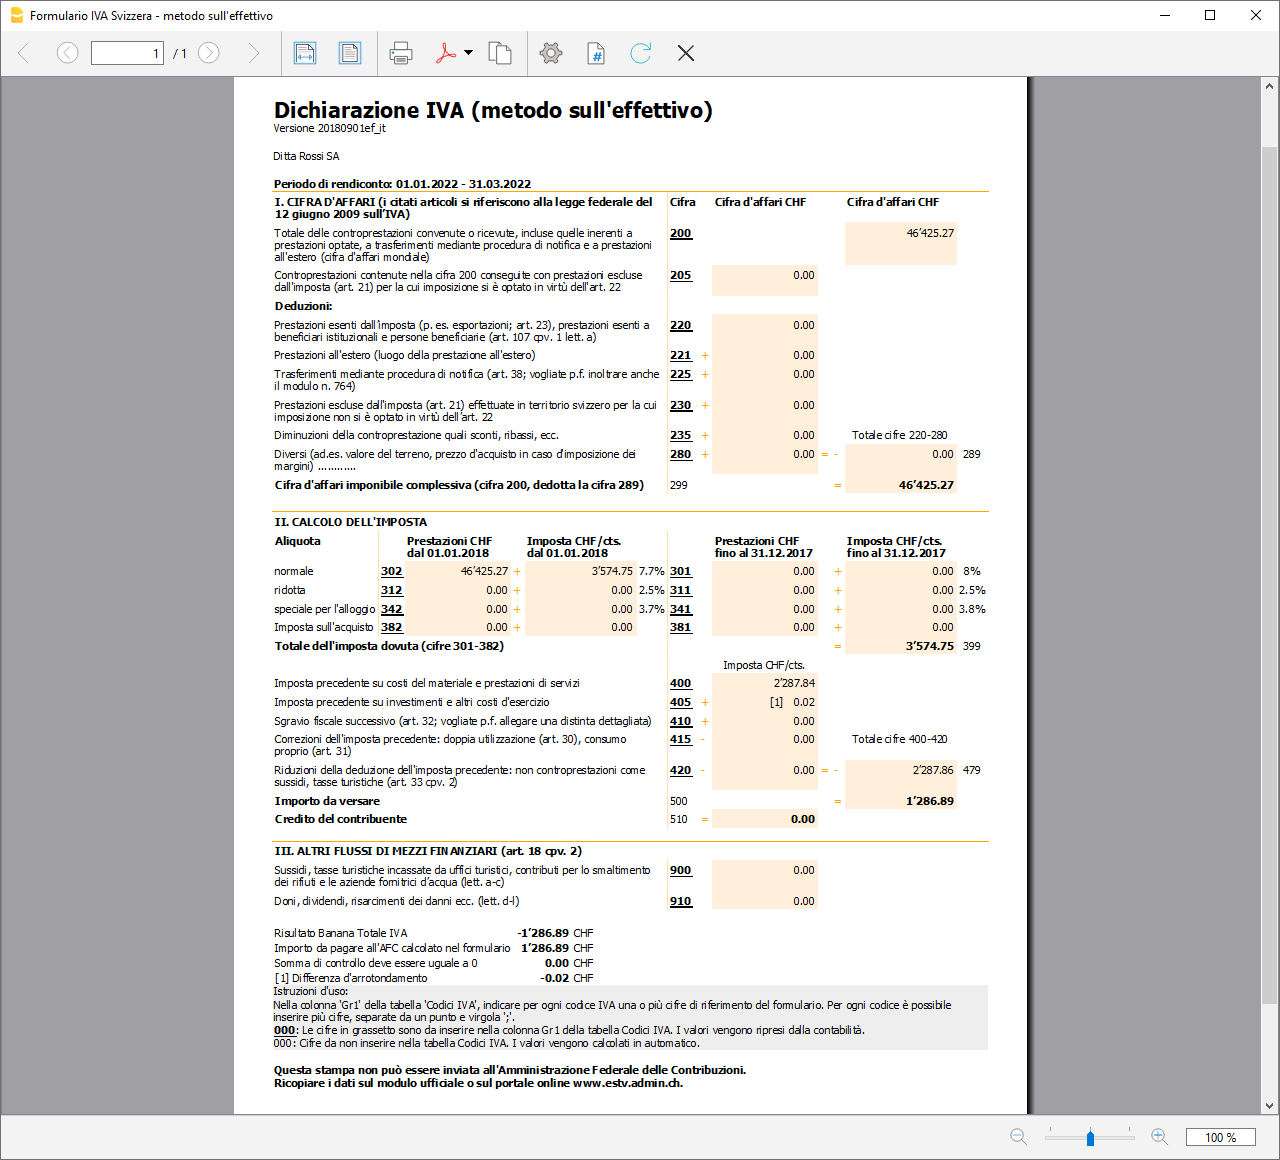 Formulario IVA Svizzera - metodo sull'effettivo
1 / 1
Dichiarazione IVA (metodo sull'effettivo)
Versione 20180901ef_it
Ditta Rossi SA
Periodo di rendiconto: 01.01.2022 - 31.03.2022
I. CIFRA D'AFFARI (i citati articoli si riferiscono alla legge federale del Cifra Cifra d'affari CHF Cifra d'affari CHF
12 giugno 2009 sull'IVA)
Totale delle controprestazioni convenute o ricevute, incluse quelle inerenti a 200 46’425.27
prestazioni optate, a trasferimenti mediante procedura di notifica e a prestazioni
all'estero (cifra d'affari mondiale)
Controprestazioni contenute nella cifra 200 conseguite con prestazioni escluse 205 0.00
dall'imposta (art. 21) per la cui imposizione si è optato in virtù dell'art. 22
Deduzioni:
Prestazioni esenti dall'imposta (p. es. esportazioni; art. 23), prestazioni esenti a 220 0.00
beneficiari istituzionali e persone beneficiarie (art. 107 cpv. 1 lett. a)
Prestazioni all'estero (luogo della prestazione all'estero) 221 + 0.00
Trasferimenti mediante procedura di notifica (art. 38; vogliate p.f. inoltrare anche 225 + 0.00
il modulo n. 764)
Prestazioni escluse dall'imposta (art. 21) effettuate in territorio svizzero per la cui 230 + 0.00
imposizione non si è optato in virtù dell'art. 22
Diminuzioni della controprestazione quali sconti, ribassi, ecc. 235 + 0.00 Totale cifre 220-280
Diversi (ad.es. valore del terreno, prezzo d'acquisto in caso d'imposizione dei 280 + 0.00 = - 0.00 289
margini) ............
Cifra d'affari imponibile complessiva (cifra 200, dedotta la cifra 289) 299 = 46’425.27
II. CALCOLO DELL'IMPOSTA
Aliquota Prestazioni CHF Imposta CHF/cts. Prestazioni CHF Imposta CHF/cts.
dal 01.01.2018 dal 01.01.2018 fino al 31.12.2017 fino al 31.12.2017
normale 302 46’425.27 + 3’574.75 7.7% 301 0.00 + 0.00 8%
ridotta 312 0.00 + 0.00 2.5% 311 0.00 + 0.00 2.5%
speciale per l'alloggio 342 0.00 + 0.00 3.7% 341 0.00 + 0.00 3.8%
Imposta sull'acquisto 382 0.00 + 0.00 381 0.00 + 0.00
Totale dell'imposta dovuta (cifre 301-382) = 3’574.75 399
Imposta CHF/cts.
Imposta precedente su costi del materiale e prestazioni di servizi 400 2’287.84
Imposta precedente su investimenti e altri costi d'esercizio 405 + [1] 0.02
Sgravio fiscale successivo (art. 32; vogliate p.f. allegare una distinta dettagliata) 410 + 0.00
Correzioni dell'imposta precedente: doppia utilizzazione (art. 30), consumo 415 - 0.00 Totale cifre 400-420
proprio (art. 31)
Riduzioni della deduzione dell'imposta precedente: non controprestazioni come 420 - 0.00 = - 2’287.86 479
sussidi, tasse turistiche (art. 33 cpv. 2)
Importo da versare 500 = 1’286.89
Credito del contribuente 510 = 0.00
III. ALTRI FLUSSI DI MEZZI FINANZIARI (art. 18 cpv. 2)
Sussidi, tasse turistiche incassate da uffici turistici, contributi per lo smaltimento 900 0.00
dei rifiuti e le aziende fornitrici d’acqua (lett. a-c)
Doni, dividendi, risarcimenti dei danni ecc. (lett. d-l) 910 0.00
Risultato Banana Totale IVA -1’286.89 CHF
Importo da pagare all'AFC calcolato nel formulario 1’286.89 CHF
Somma di controllo deve essere uguale a 0 0.00 CHF
[1] Differenza d'arrotondamento -0.02 CHF
Istruzioni d'uso:
Nella colonna 'Gr1' della tabella 'Codici IVA', indicare per ogni codice IVA una o più cifre di riferimento del formulario. Per ogni codice è possibile
inserire più cifre, separate da un punto e virgola ';'.
000: Le cifre in grassetto sono da inserire nella colonna Gr1 della tabella Codici IVA. I valori vengono ripresi dalla contabilità.
000: Cifre da non inserire nella tabella Codici IVA. I valori vengono calcolati in automatico.
Questa stampa non può essere inviata all'Amministrazione Federale delle Contribuzioni.
Ricopiare i dati sul modulo ufficiale o sul portale online www.estv.admin.ch.
100 %